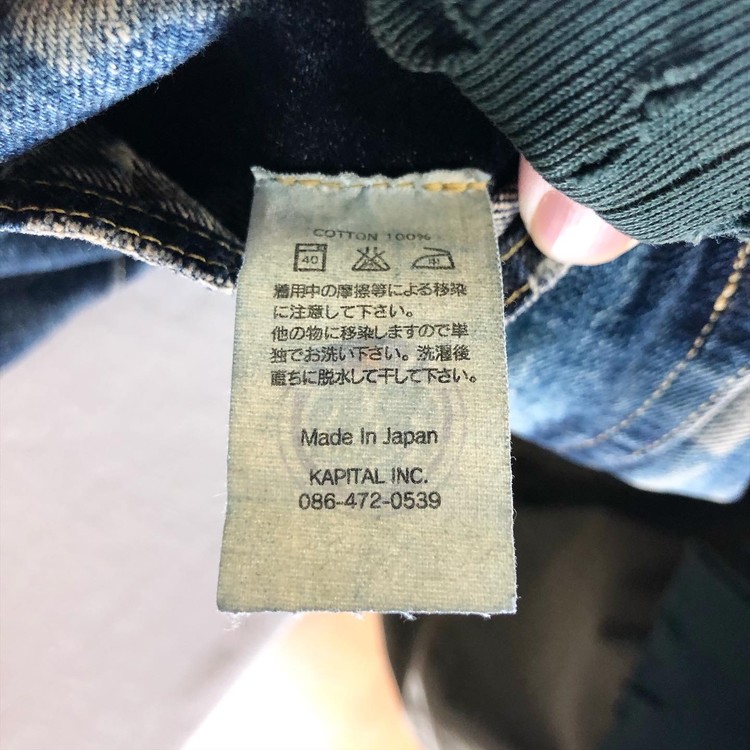 COTTON 100%
40 中
着用中の摩擦等による移染
に注意して下さい。
他の物に移染しますので単
独でお洗い下さい。洗濯後
直ちに脱水して干して下さい。
Made In Japan
KAPITAL INC.
086-472-0539